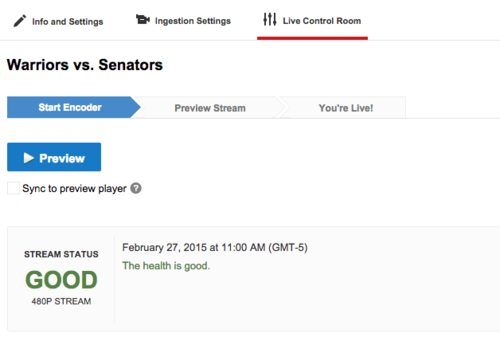 Info and Settings
Ingestion Settings
Live Control Room
Warriors vs. Senators
Start Encoder
Preview Stream
You're Live!
Preview
Sync to preview player ?
STREAM STATUS
GOOD
480P STREAM
February 27, 2015 at 11:00 AM (GMT-5)
The health is good.